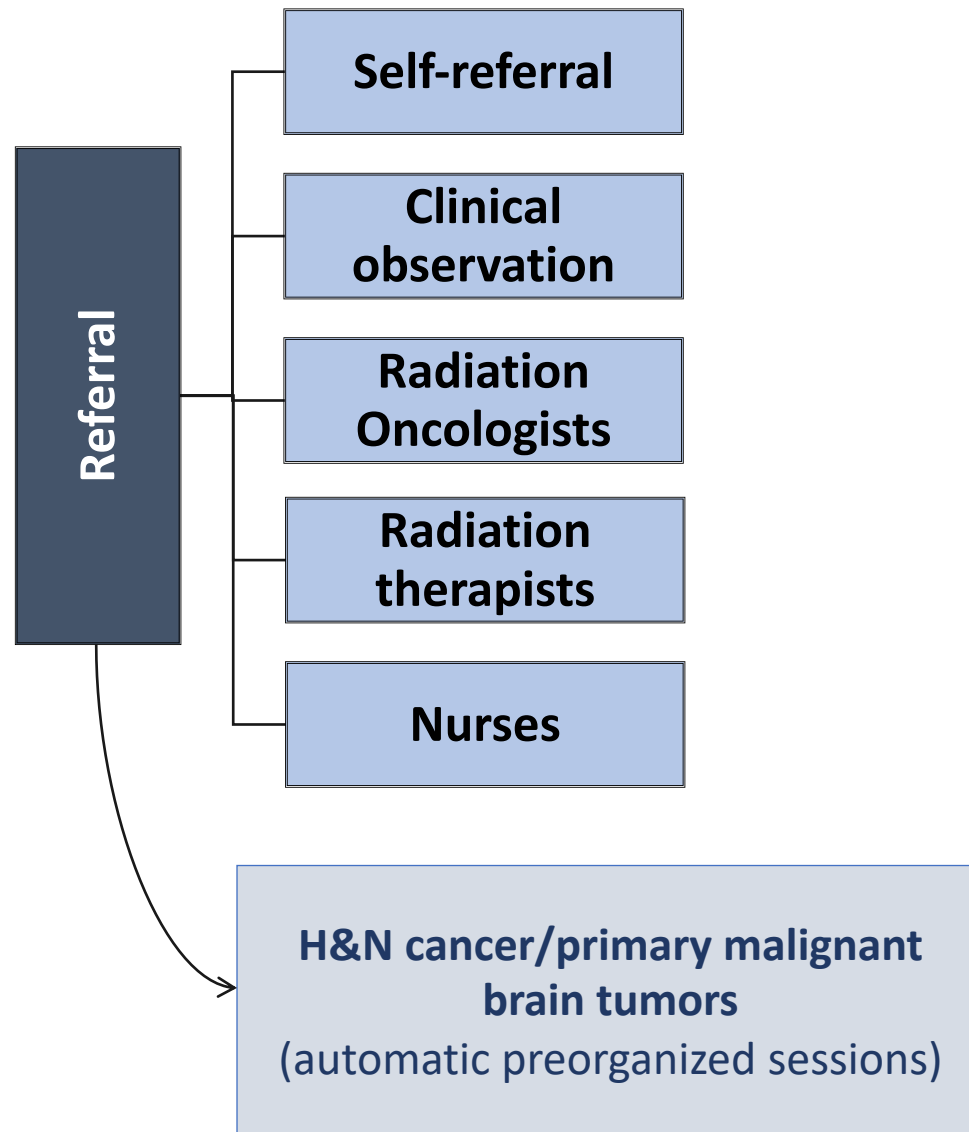 Self-referral
Clinical
observation
Referral
Radiation
Oncologists
Radiation
therapists
Nurses
H&N cancer/primary malignant
brain tumors
(automatic preorganized sessions)